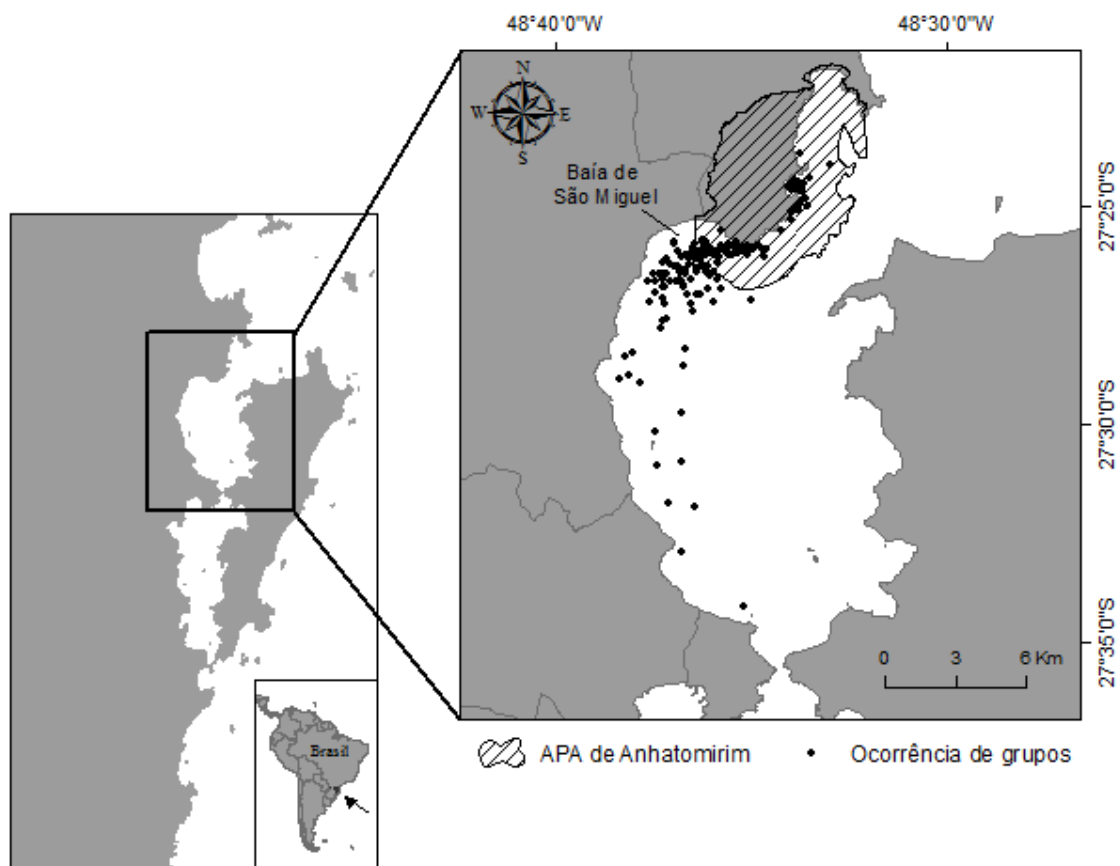 48°40'0"W
48°30'0"W
N
W
E
S
Baía de
São Miguel
27°25'0"S
27°30'0"S
27°35'0"S
0
3
6 Km
Brasil
APA de Anhatomirim
Ocorrência de grupos